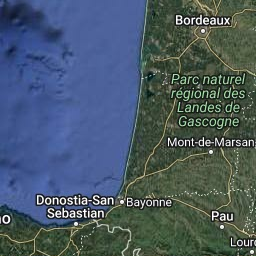 Bordeaux
Parc naturel
régional des
Landes de
Gascogne
Mont-de-Marsan
Donostia-San
Sebastian
Bayonne
Pau